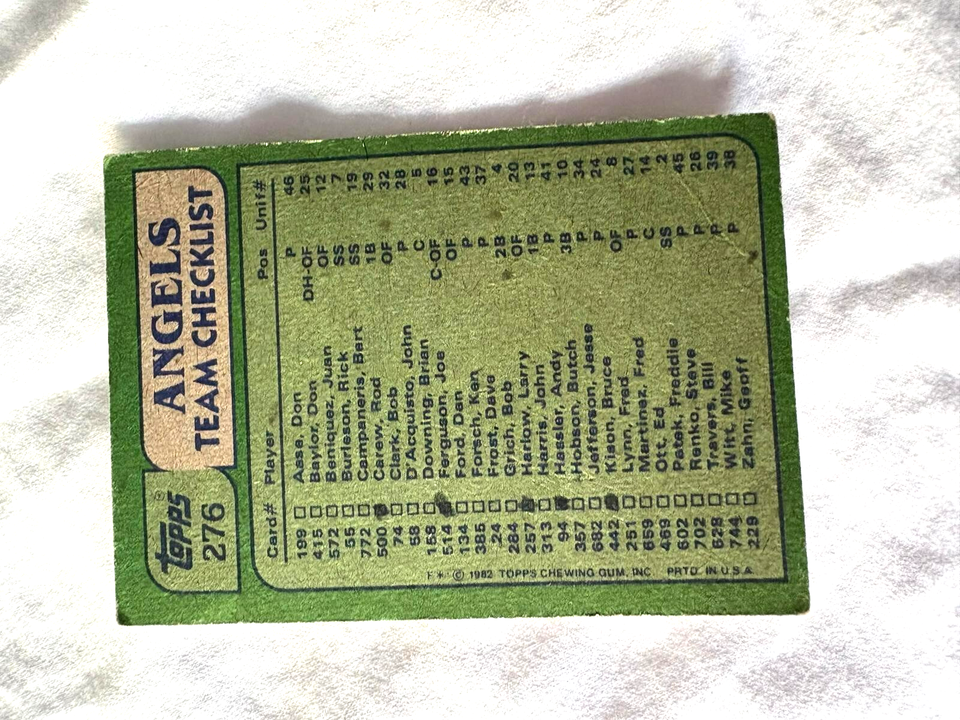 topps®
276
ANGELS
TEAM CHECKLIST
Card# Player Pos Unif#
199 Aase, Don P 46
415 Baylor, Don DH-OF 25
572 Beniquez, Juan OF 12
55 Burleson, Rick SS 7
772 Campaneris, Bert SS 19
500 Carew, Rod 1B 29
74 Clark, Bob OF 32
58 D'Acquisto, John P 28
158 Downing, Brian C 5
514 Ferguson, Joe C-OF 16
134 Ford, Dan OF 15
385 Forsch, Ken P 43
24 Frost, Dave P 37
284 Grich, Bob 2B 4
257 Harlow, Larry OF 20
313 Harris, John 1B 13
94 Hassler, Andy P 41
357 Hobson, Butch 3B 10
682 Jefferson, Jesse P 34
442 Kison, Bruce P 24
251 Lynn, Fred OF 8
659 Martinez, Fred P 27
469 Ott, Ed C 14
602 Patek, Freddie SS 2
702 Renko, Steve P 45
628 Travers, Bill P 26
744 Witt, Mike P 39
229 Zahn, Geoff P 38
F * © 1982 TOPPS CHEWING GUM, INC. PRTD. IN U.S.A.